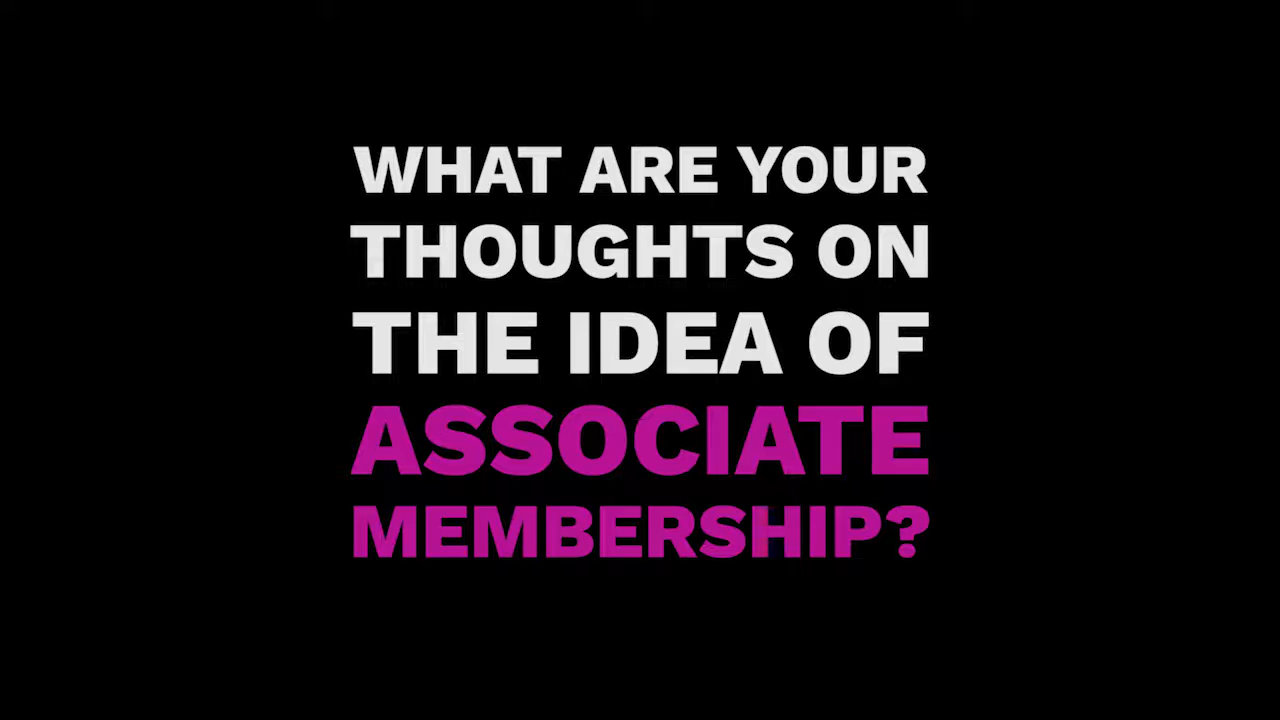 WHAT ARE YOUR
THOUGHTS ON
THE IDEA OF
ASSOCIATE
MEMBERSHIP?